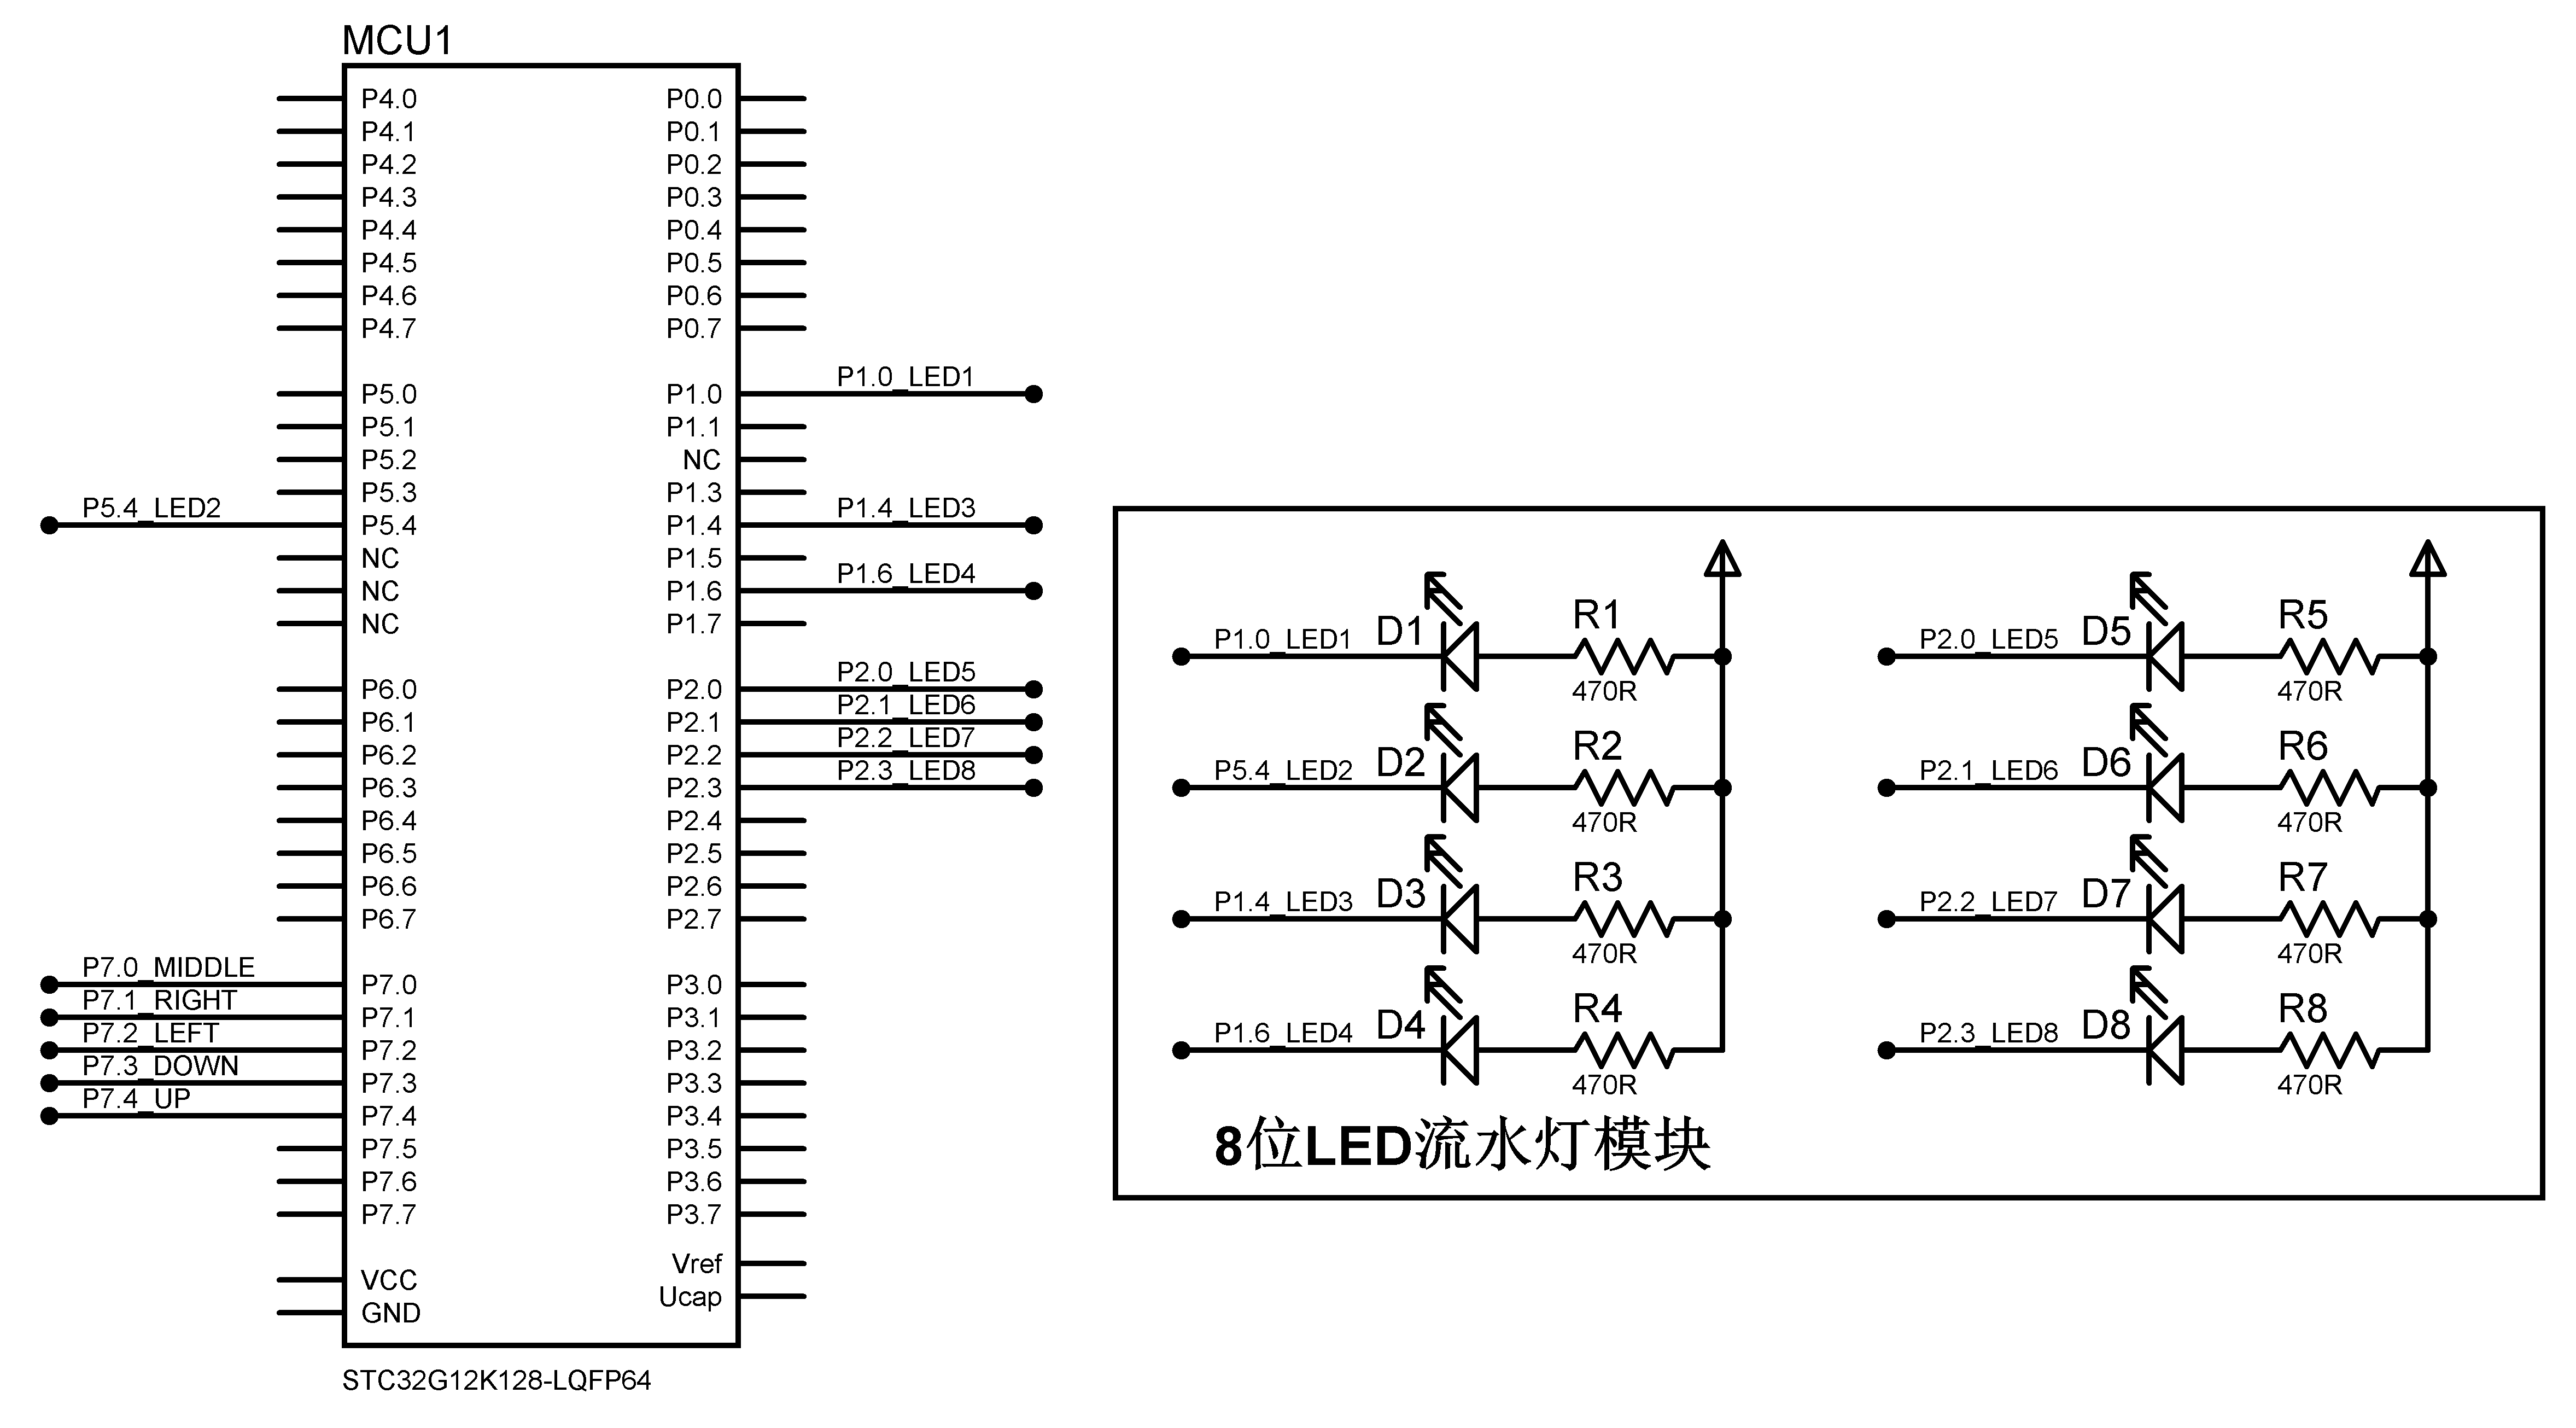 MCU1
P4.0
P4.1
P4.2
P4.3
P4.4
P4.5
P4.6
P4.7
P5.0
P5.1
P5.2
P5.3
P5.4_LED2
P5.4
NC
NC
NC
P6.0
P6.1
P6.2
P6.3
P6.4
P6.5
P6.6
P6.7
P7.0_MIDDLE
P7.0
P7.1_RIGHT
P7.1
P7.2_LEFT
P7.2
P7.3_DOWN
P7.3
P7.4_UP
P7.4
P7.5
P7.6
P7.7
VCC
GND
P0.0
P0.1
P0.2
P0.3
P0.4
P0.5
P0.6
P0.7
P1.0
P1.0_LED1
P1.1
NC
P1.3
P1.4
P1.4_LED3
P1.5
P1.6
P1.6_LED4
P1.7
P2.0
P2.0_LED5
P2.1
P2.1_LED6
P2.2
P2.2_LED7
P2.3
P2.3_LED8
P2.4
P2.5
P2.6
P2.7
P3.0
P3.1
P3.2
P3.3
P3.4
P3.5
P3.6
P3.7
Vref
Ucap
STC32G12K128-LQFP64
P1.0_LED1
D1
R1
470R
P5.4_LED2
D2
R2
470R
P1.4_LED3
D3
R3
470R
P1.6_LED4
D4
R4
470R
P2.0_LED5
D5
R5
470R
P2.1_LED6
D6
R6
470R
P2.2_LED7
D7
R7
470R
P2.3_LED8
D8
R8
470R
8位LED流水灯模块